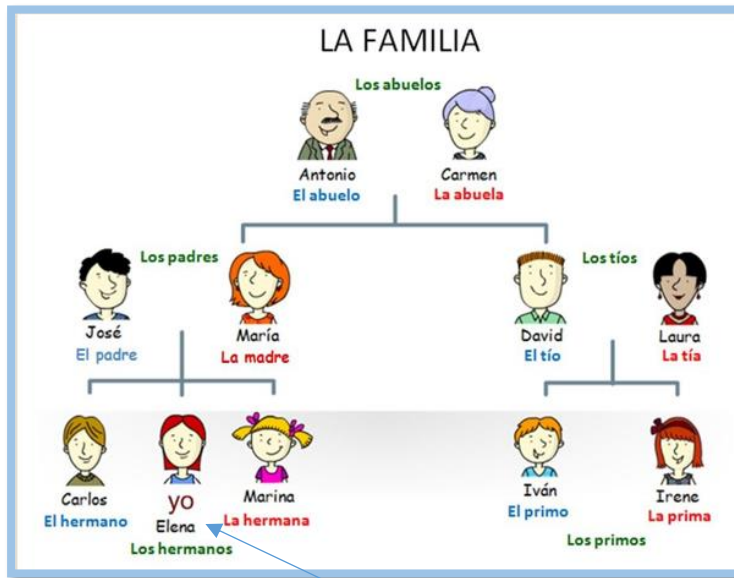 LA FAMILIA
Los abuelos
Antonio
El abuelo
Carmen
La abuela
Los padres
José
El padre
María
La madre
Los tíos
David
El tío
Laura
La tía
Carlos
El hermano
yo
Elena
Marina
La hermana
Los hermanos
Iván
El primo
Irene
La prima
Los primos